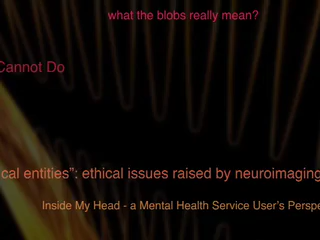 what the blobs really mean?
Cannot Do
cal entities”: ethical issues raised by neuroimaging
Inside My Head - a Mental Health Service User's Perspe